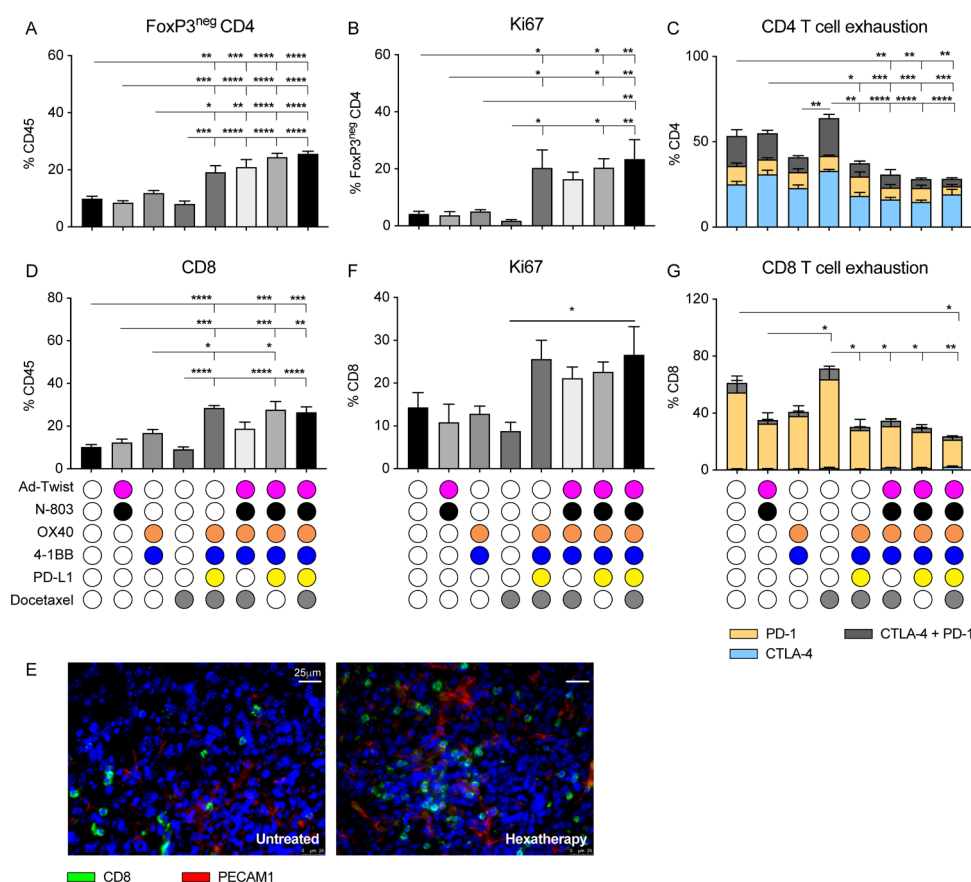 A
FoxP3neg CD4
B
Ki67
C
CD4 T cell exhaustion
60
40
20
0
% CD45
** *** **** ****
*** **** **** ****
* ** **** ****
*** **** **** ****
60
40
20
0
% FoxP3neg CD4
* * **
* * **
**
* * **
100
50
0
% CD4
** ** **
* *** *** ***
**
** **** **** ****
D
CD8
F
Ki67
G
CD8 T cell exhaustion
80
60
40
20
0
% CD45
**** *** ***
*** *** **
* *
**** **** ****
40
30
20
10
0
% CD8
*
120
80
40
0
% CD8
*
*
* * * **
Ad-Twist
N-803
OX40
4-1BB
PD-L1
Docetaxel
PD-1
CTLA-4 + PD-1
CTLA-4
E
25μm
Untreated
Hexatherapy
CD8
PECAM1